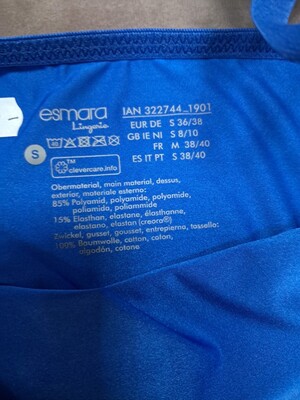 esmara
Lingerie
IAN 322744_1901
EUR DE S 36/38
GB IE NI S 8/10
FR M 38/40
ES IT PT S 38/40
S
TM
clevercare.info
Obermaterial, main material, dessus,
exterior, materiale esterno:
85% Polyamid, polyamide, polyamide,
poliamida, poliammide
15% Elasthan, elastane, élasthanne,
elastano, elastan (creora®)
Zwickel, gusset, gousset, entrepierna, tassello:
100% Baumwolle, cotton, coton,
algodón, cotone